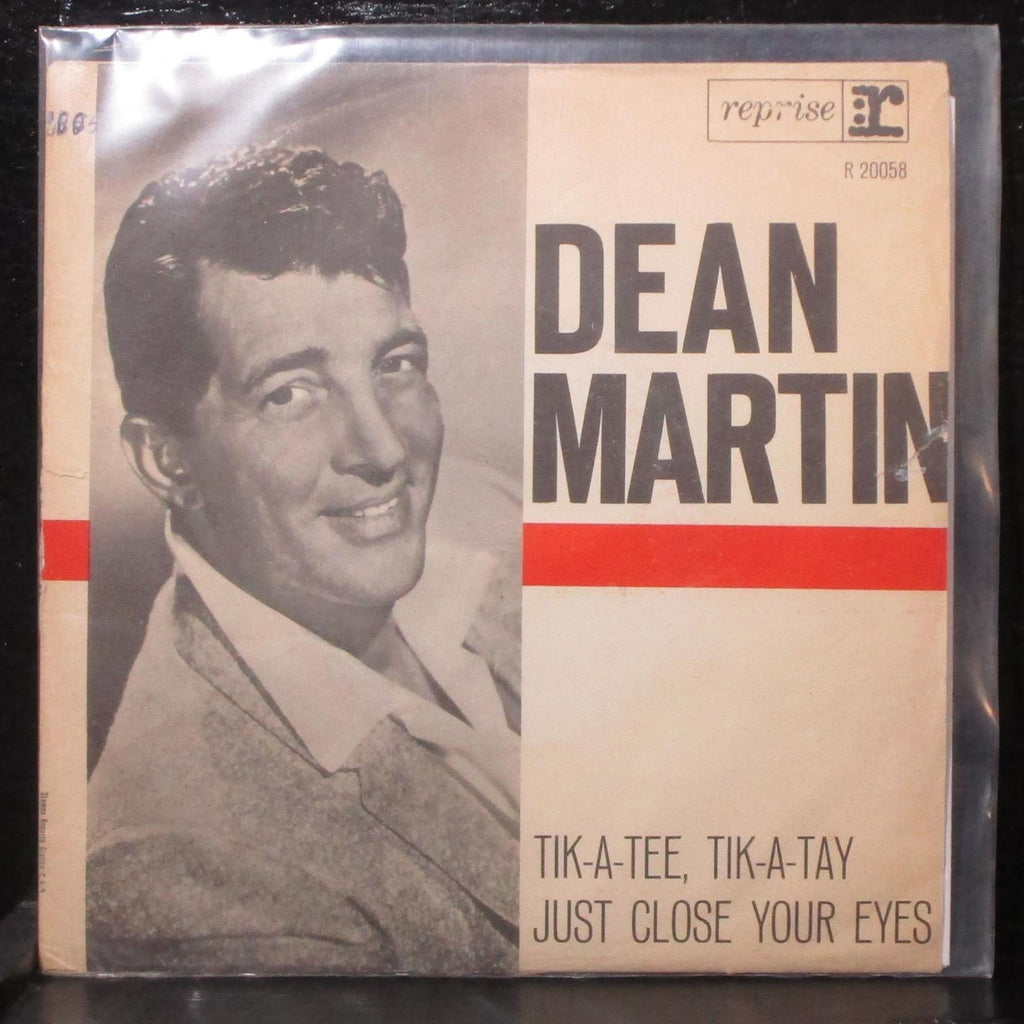 reprise r
R 20058
DEAN
MARTIN
TIK-A-TEE, TIK-A-TAY
JUST CLOSE YOUR EYES